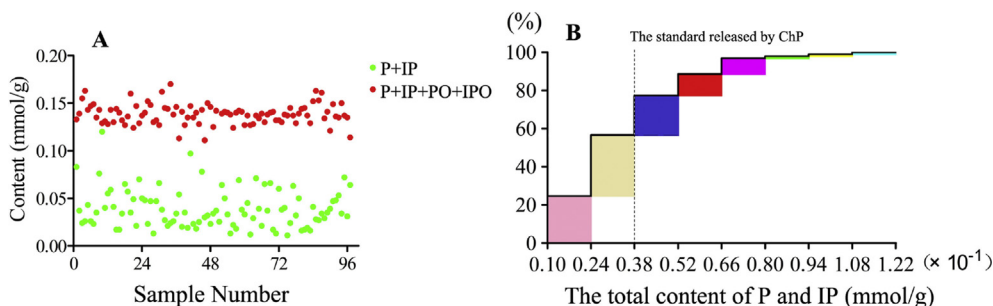 A
Content (mmol/g)
0.20
0.15
0.10
0.05
0.00
0
24
48
72
96
Sample Number
P+IP
P+IP+PO+IPO
(%)
B
The standard released by ChP
100
80
60
40
20
0
0.10 0.24 0.38 0.52 0.66 0.80 0.94 1.08 1.22 (× 10⁻¹)
The total content of P and IP (mmol/g)